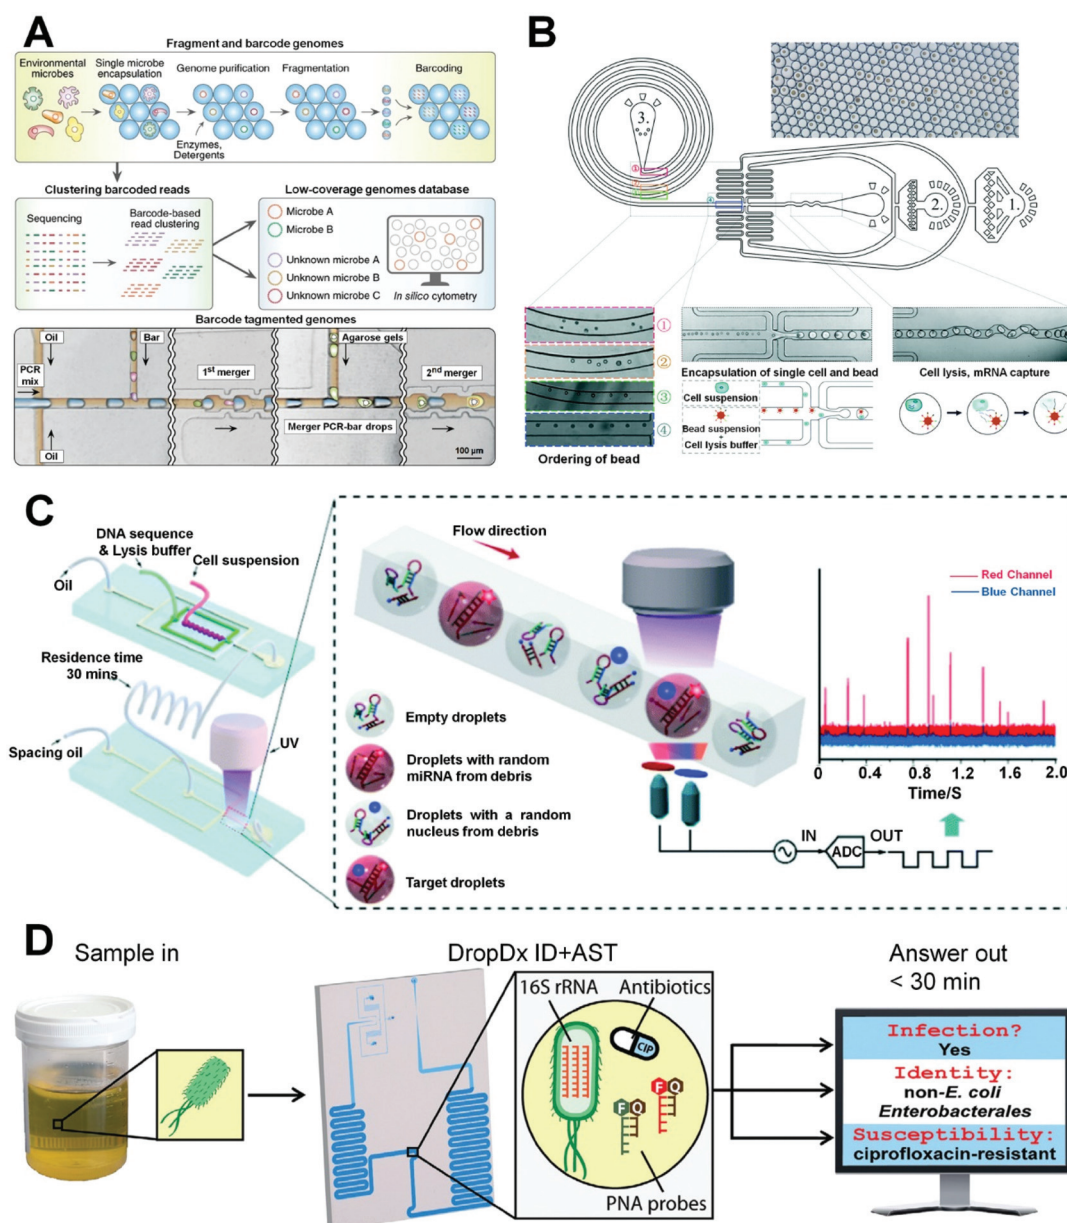 A
Fragment and barcode genomes
Environmental
microbes
Single microbe
encapsulation
Genome purification
Fragmentation
Barcoding
Enzymes,
Detergents
Clustering barcoded reads
Sequencing
Barcode-based
read clustering
Low-coverage genomes database
Microbe A
Microbe B
Unknown microbe A
Unknown microbe B
Unknown microbe C
In silico cytometry
Barcode tagmented genomes
Oil
Bar
Agarose gels
PCR
mix
1st merger
2nd merger
Merger PCR-bar drops
Oil
100 µm
B
3.
2.
1.
①
④
①
②
③
④
Ordering of bead
Encapsulation of single cell and bead
Cell suspension
Bead suspension
+
Cell lysis buffer
Cell lysis, mRNA capture
C
DNA sequence
& Lysis buffer
Cell suspension
Oil
Residence time
30 mins
Spacing oil
UV
Flow direction
Empty droplets
Droplets with random
miRNA from debris
Droplets with a random
nucleus from debris
Target droplets
Red Channel
Blue Channel
0 0.4 0.8 1.2 1.6 2.0
Time/S
IN
ADC
OUT
D
Sample in
DropDx ID+AST
Answer out
< 30 min
16S rRNA
Antibiotics
CIP
F Q
F Q
PNA probes
Infection?
Yes
Identity:
non-E. coli
Enterobacterales
Susceptibility:
ciprofloxacin-resistant